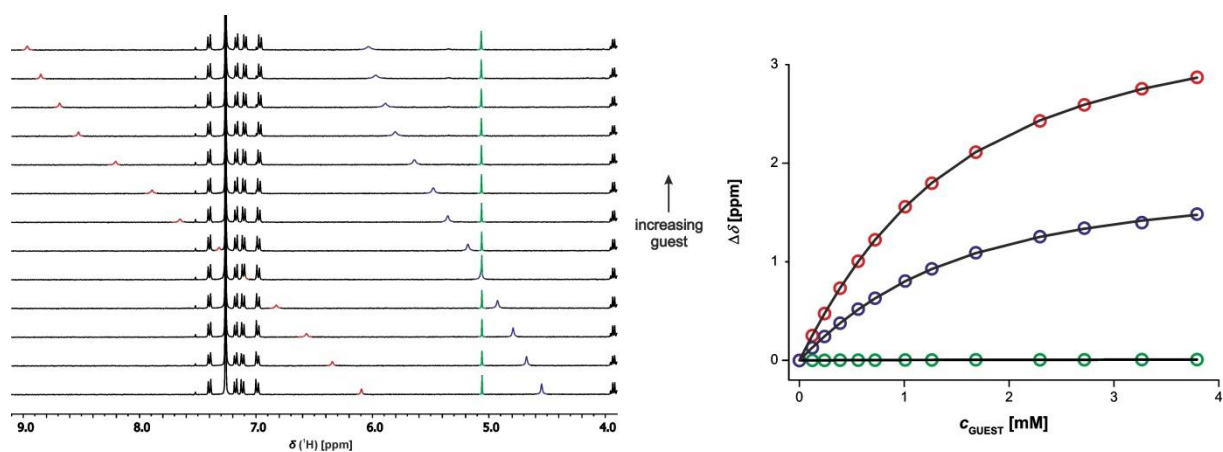 9.0 8.0 7.0 6.0 5.0 4.0
δ (¹H) [ppm]
increasing
guest
3
2
1
0
Δδ [ppm]
0 1 2 3 4
cGUEST [mM]